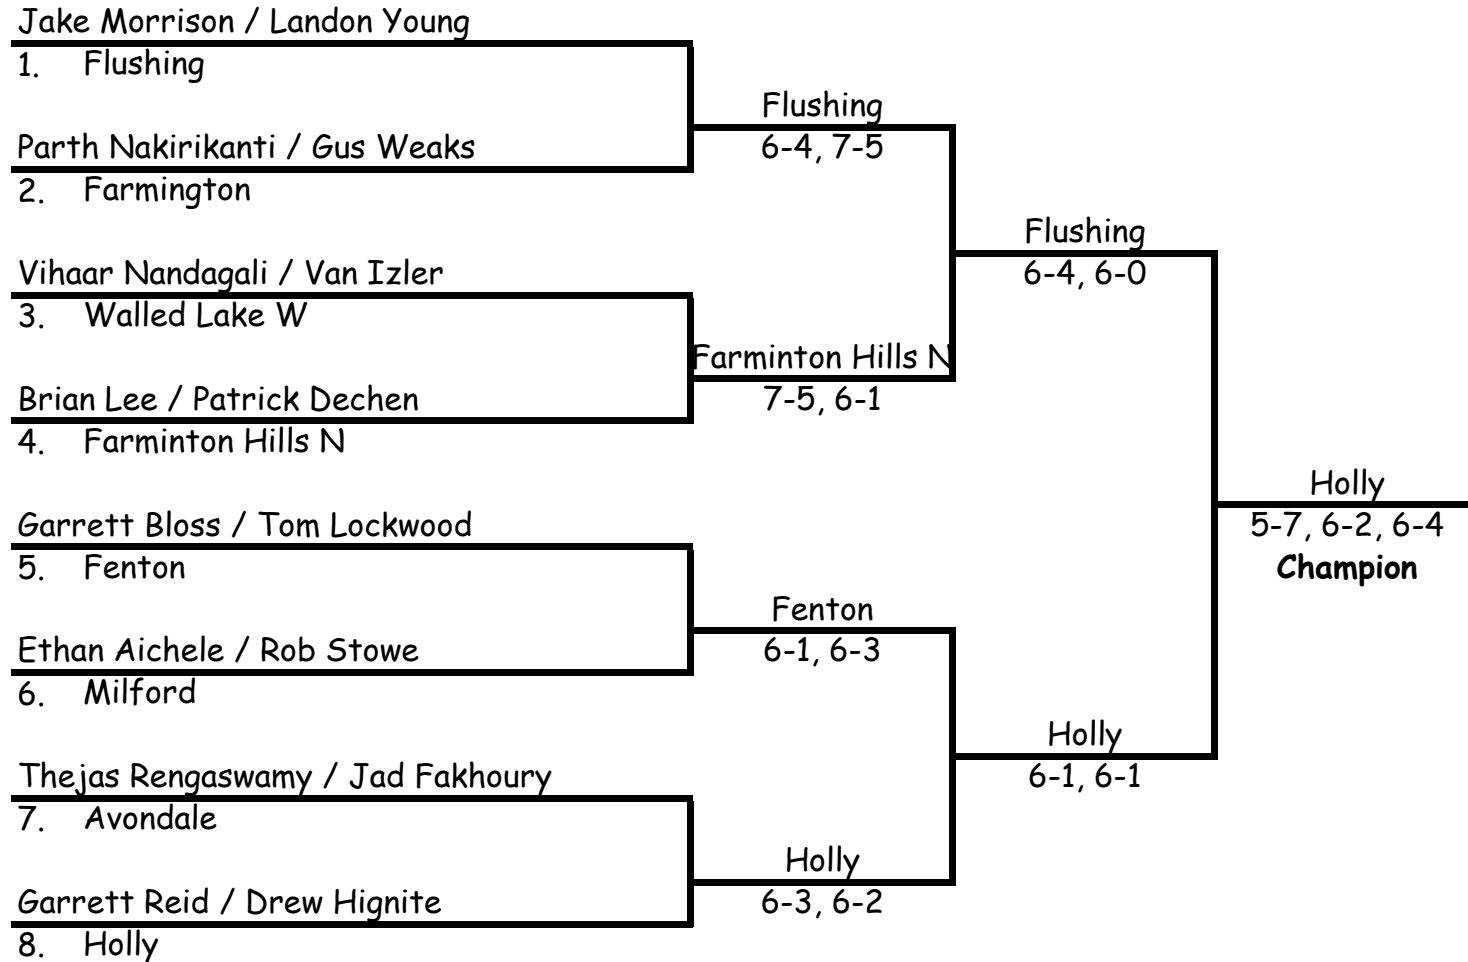 Jake Morrison / Landon Young
1. Flushing
Flushing
6-4, 7-5
Parth Nakirikanti / Gus Weaks
2. Farmington
Flushing
6-4, 6-0
Vihaar Nandagali / Van Izler
3. Walled Lake W
Farminton Hills N
7-5, 6-1
Brian Lee / Patrick Dechen
4. Farminton Hills N
Holly
5-7, 6-2, 6-4
Champion
Garrett Bloss / Tom Lockwood
5. Fenton
Fenton
6-1, 6-3
Ethan Aichele / Rob Stowe
6. Milford
Holly
6-1, 6-1
Thejas Rengaswamy / Jad Fakhoury
7. Avondale
Holly
6-3, 6-2
Garrett Reid / Drew Hignite
8. Holly